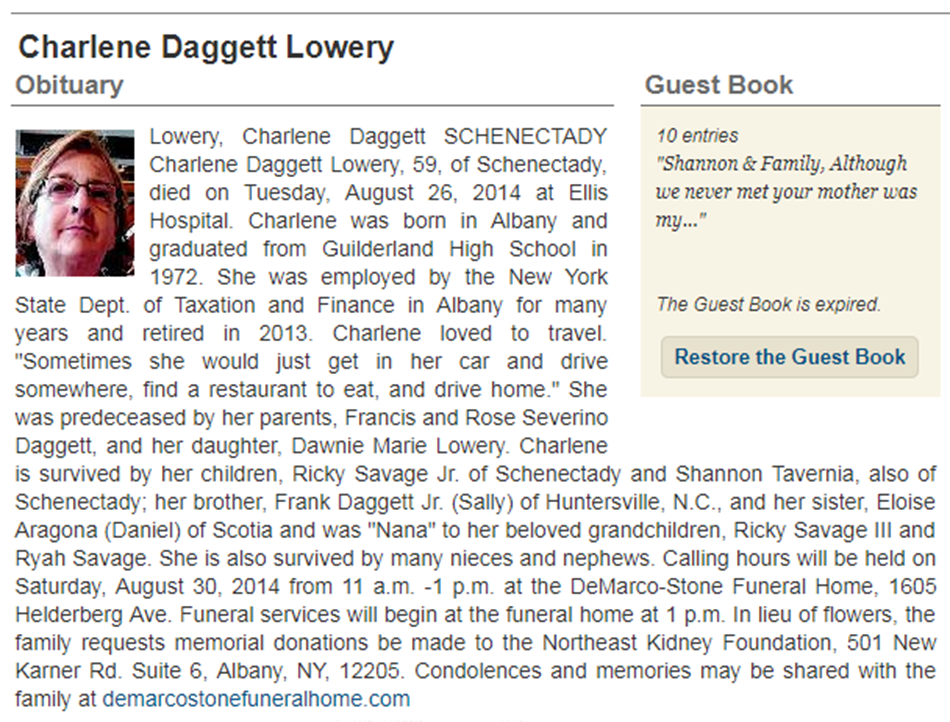 Charlene Daggett Lowery
Obituary
Lowery, Charlene Daggett SCHENECTADY
Charlene Daggett Lowery, 59, of Schenectady,
died on Tuesday, August 26, 2014 at Ellis
Hospital. Charlene was born in Albany and
graduated from Guilderland High School in
1972. She was employed by the New York
State Dept. of Taxation and Finance in Albany for many
years and retired in 2013. Charlene loved to travel.
"Sometimes she would just get in her car and drive
somewhere, find a restaurant to eat, and drive home." She
was predeceased by her parents, Francis and Rose Severino
Daggett, and her daughter, Dawnie Marie Lowery. Charlene
is survived by her children, Ricky Savage Jr. of Schenectady and Shannon Tavernia, also of
Schenectady; her brother, Frank Daggett Jr. (Sally) of Huntersville, N.C., and her sister, Eloise
Aragona (Daniel) of Scotia and was "Nana" to her beloved grandchildren, Ricky Savage III and
Ryah Savage. She is also survived by many nieces and nephews. Calling hours will be held on
Saturday, August 30, 2014 from 11 a.m. -1 p.m. at the DeMarco-Stone Funeral Home, 1605
Helderberg Ave. Funeral services will begin at the funeral home at 1 p.m. In lieu of flowers, the
family requests memorial donations be made to the Northeast Kidney Foundation, 501 New
Karner Rd. Suite 6, Albany, NY, 12205. Condolences and memories may be shared with the
family at demarcostonefuneralhome.com
Guest Book
10 entries
"Shannon & Family, Although
we never met your mother was
my..."
The Guest Book is expired.
Restore the Guest Book